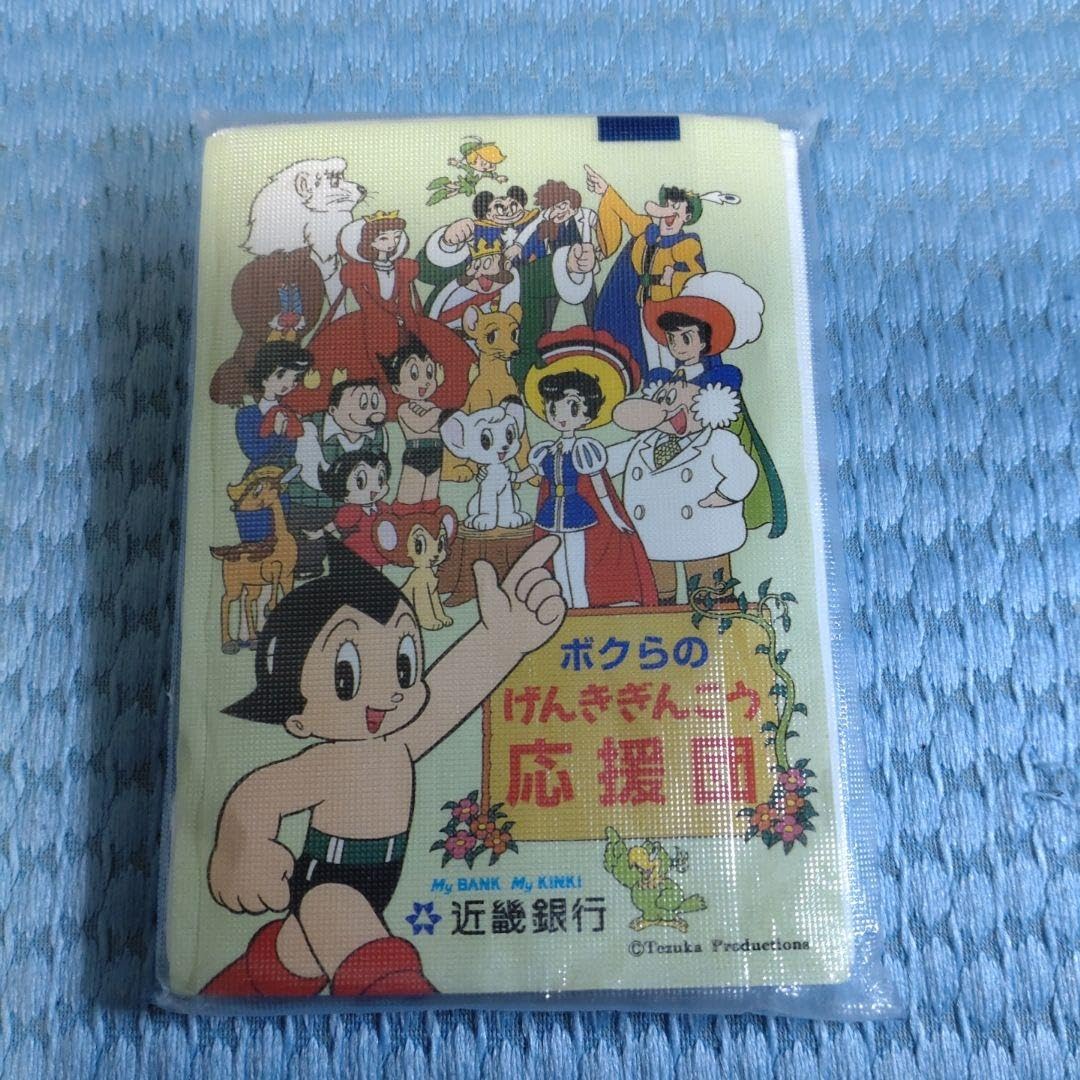 ボクらの
げんきぎんこう
応援団
My BANK My KINKI
近畿銀行
©Tezuka Productions